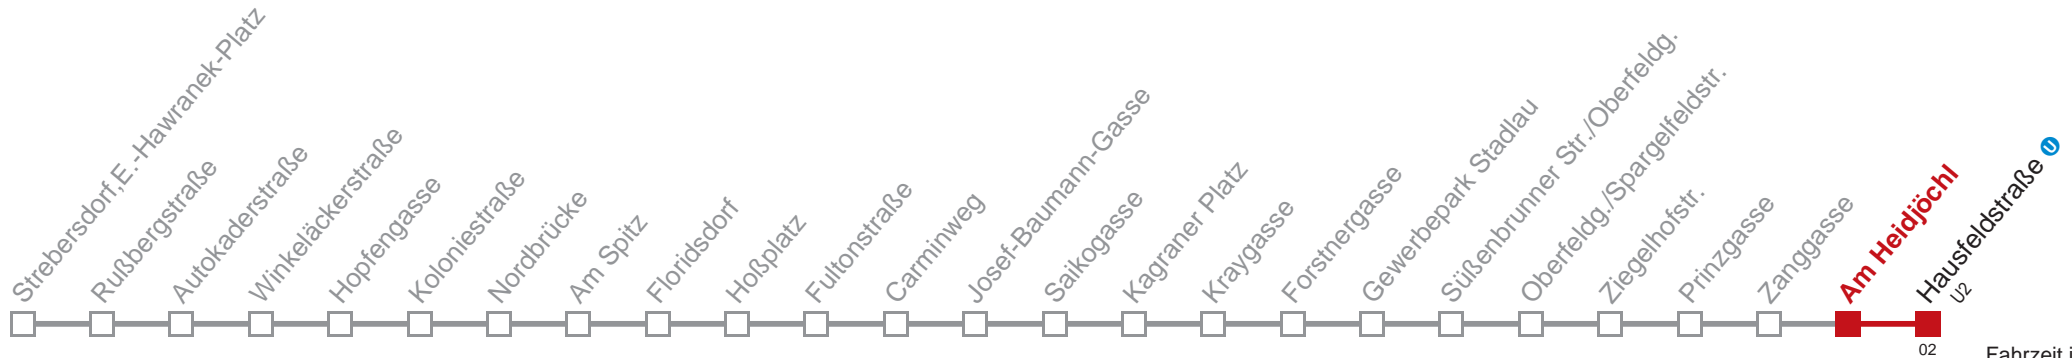 Strebersdorf,E.-Hawranek-Platz
Rußbergstraße
Autokaderstraße
Winkeläckerstraße
Hopfengasse
Koloniestraße
Nordbrücke
Am Spitz
Floridsdorf
Hoßplatz
Fultonstraße
Carminweg
Josef-Baumann-Gasse
Saikogasse
Kagraner Platz
Kraygasse
Forstnergasse
Gewerbepark Stadlau
Süßenbrunner Str./Oberfeldg.
Oberfeldg./Spargelfeldstr.
Ziegelhofstr.
Prinzgasse
Zanggasse
Am Heidjöchl
Hausfeldstraße U
U2
02
Fahrzeit i